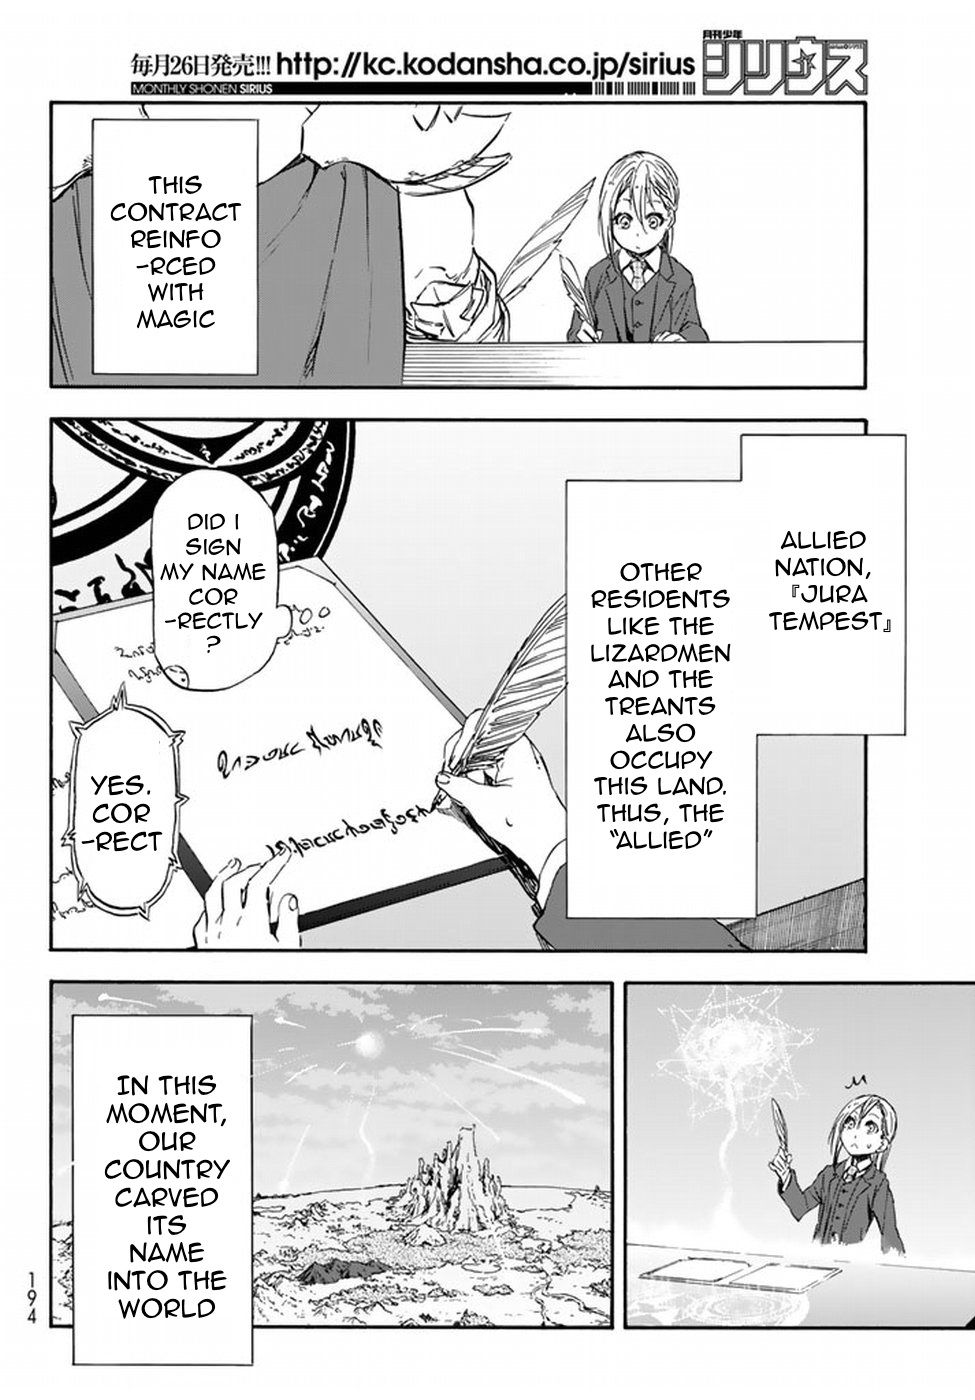 毎月26日発売!!! http://kc.kodansha.co.jp/sirius
月刊少年
シリウス
MONTHLY SHONEN SIRIUS
THIS
CONTRACT
REINFO
-RCED
WITH
MAGIC
ALLIED
NATION,
『JURA
TEMPEST』
OTHER
RESIDENTS
LIKE THE
LIZARDMEN
AND THE
TREANTS
ALSO
OCCUPY
THIS LAND.
THUS, THE
"ALLIED"
DID I
SIGN
MY NAME
COR
-RECTLY
?
YES.
COR
-RECT
IN THIS
MOMENT,
OUR
COUNTRY
CARVED
ITS
NAME
INTO THE
WORLD
194